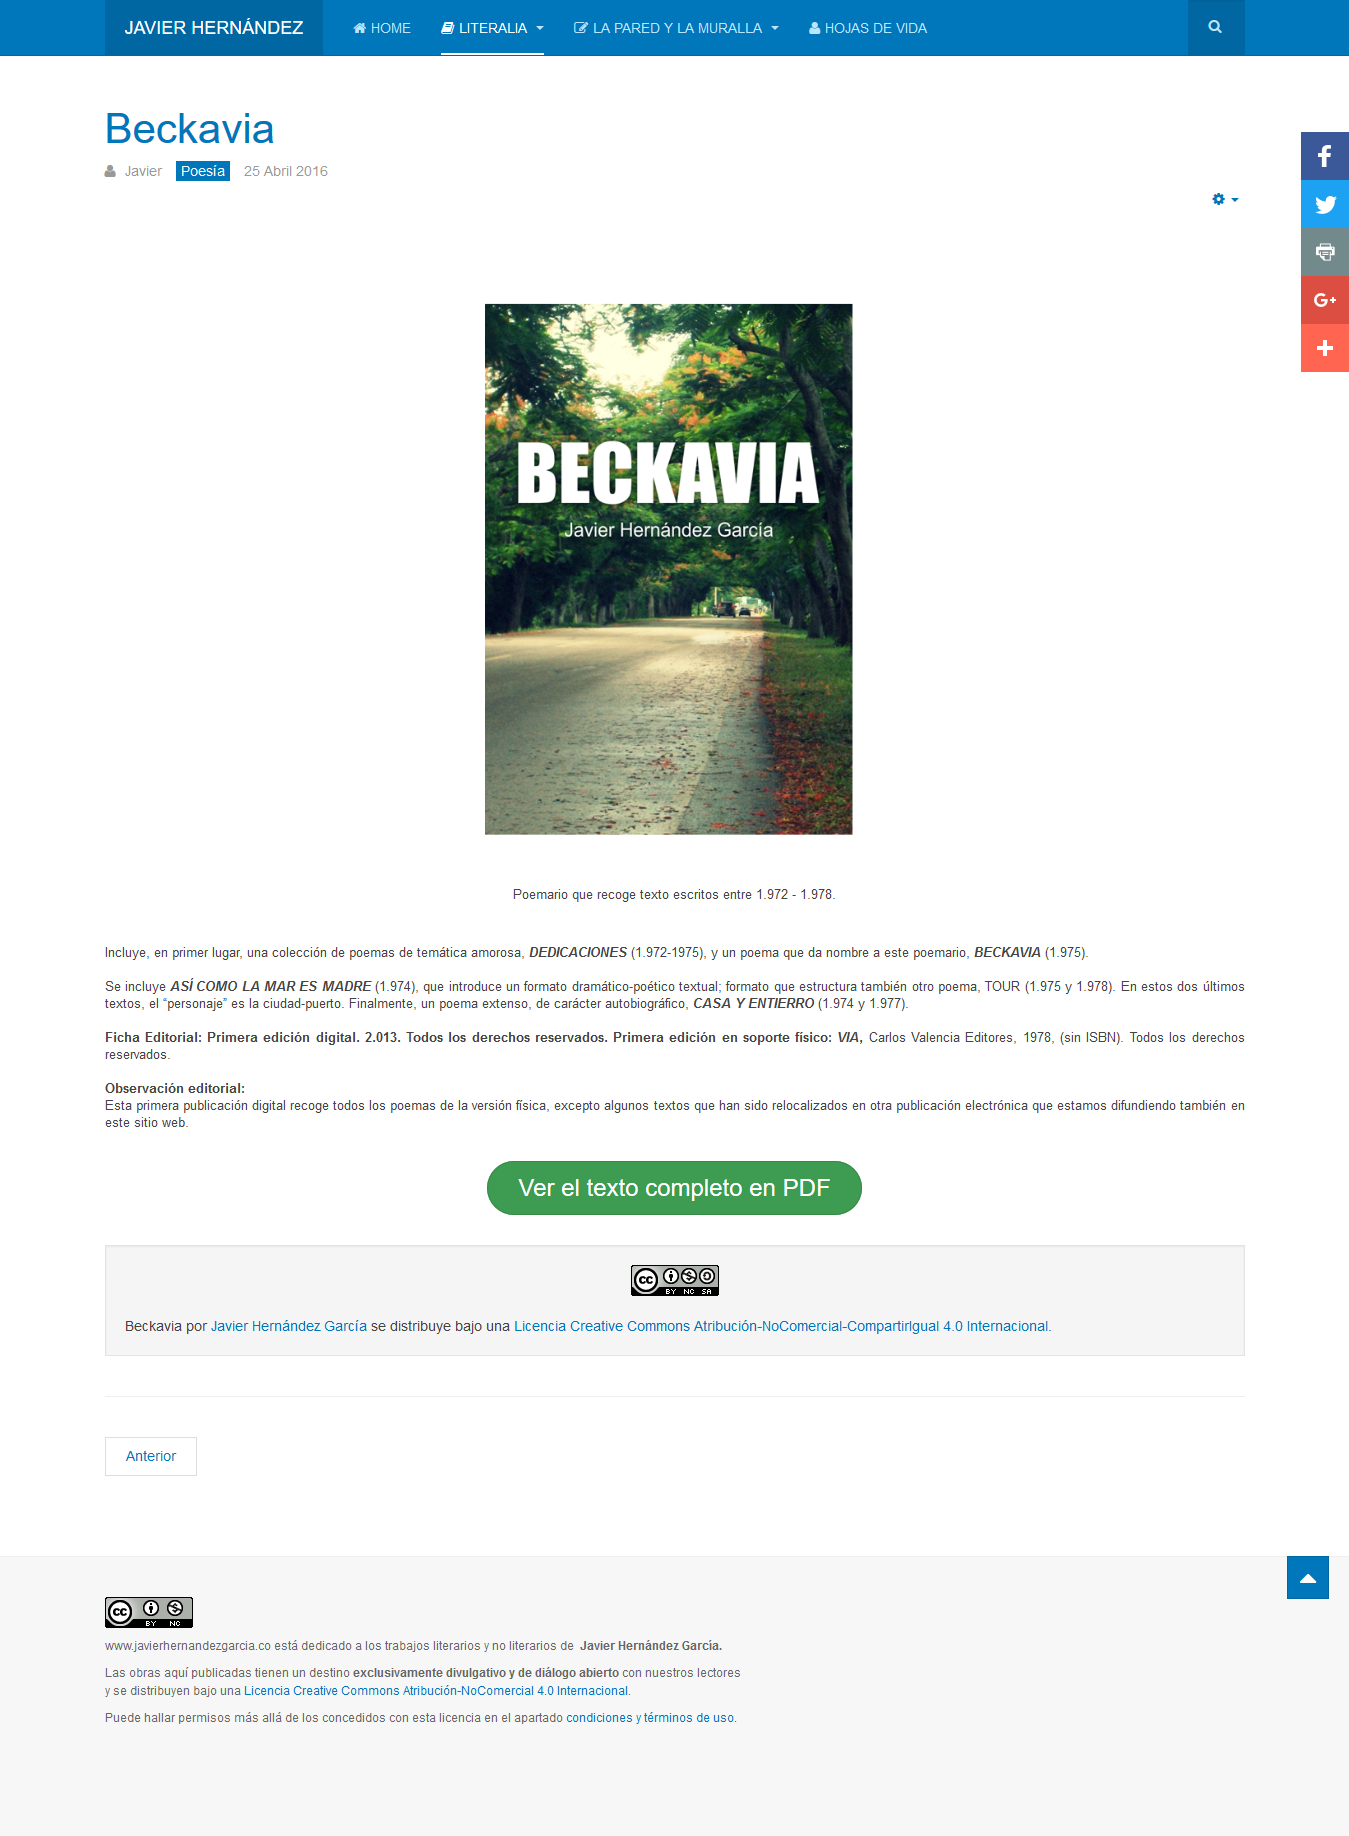 JAVIER HERNÁNDEZ
HOME
LITERALIA
LA PARED Y LA MURALLA
HOJAS DE VIDA
Beckavia
Javier Poesía 25 Abril 2016
BECKAVIA
Javier Hernández García
Poemario que recoge texto escritos entre 1.972 - 1.978.
Incluye, en primer lugar, una colección de poemas de temática amorosa, DEDICACIONES (1.972-1975), y un poema que da nombre a este poemario, BECKAVIA (1.975).
Se incluye ASÍ COMO LA MAR ES MADRE (1.974), que introduce un formato dramático-poético textual; formato que estructura también otro poema, TOUR (1.975 y 1.978). En estos dos últimos
textos, el “personaje” es la ciudad-puerto. Finalmente, un poema extenso, de carácter autobiográfico, CASA Y ENTIERRO (1.974 y 1.977).
Ficha Editorial: Primera edición digital. 2.013. Todos los derechos reservados. Primera edición en soporte físico: VIA, Carlos Valencia Editores, 1978, (sin ISBN). Todos los derechos
reservados.
Observación editorial:
Esta primera publicación digital recoge todos los poemas de la versión física, excepto algunos textos que han sido relocalizados en otra publicación electrónica que estamos difundiendo también en
este sitio web.
Ver el texto completo en PDF
cc BY NC SA
Beckavia por Javier Hernández García se distribuye bajo una Licencia Creative Commons Atribución-NoComercial-CompartirIgual 4.0 Internacional.
Anterior
cc BY NC
www.javierhernandezgarcia.co está dedicado a los trabajos literarios y no literarios de Javier Hernández García.
Las obras aquí publicadas tienen un destino exclusivamente divulgativo y de diálogo abierto con nuestros lectores
y se distribuyen bajo una Licencia Creative Commons Atribución-NoComercial 4.0 Internacional.
Puede hallar permisos más allá de los concedidos con esta licencia en el apartado condiciones y términos de uso.